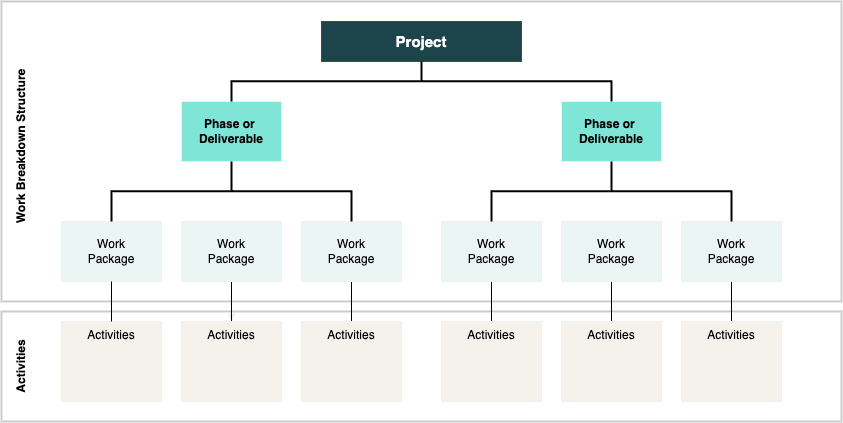 Project
Work Breakdown Structure
Phase or
Deliverable
Phase or
Deliverable
Work
Package
Work
Package
Work
Package
Work
Package
Work
Package
Work
Package
Activities
Activities
Activities
Activities
Activities
Activities
Activities